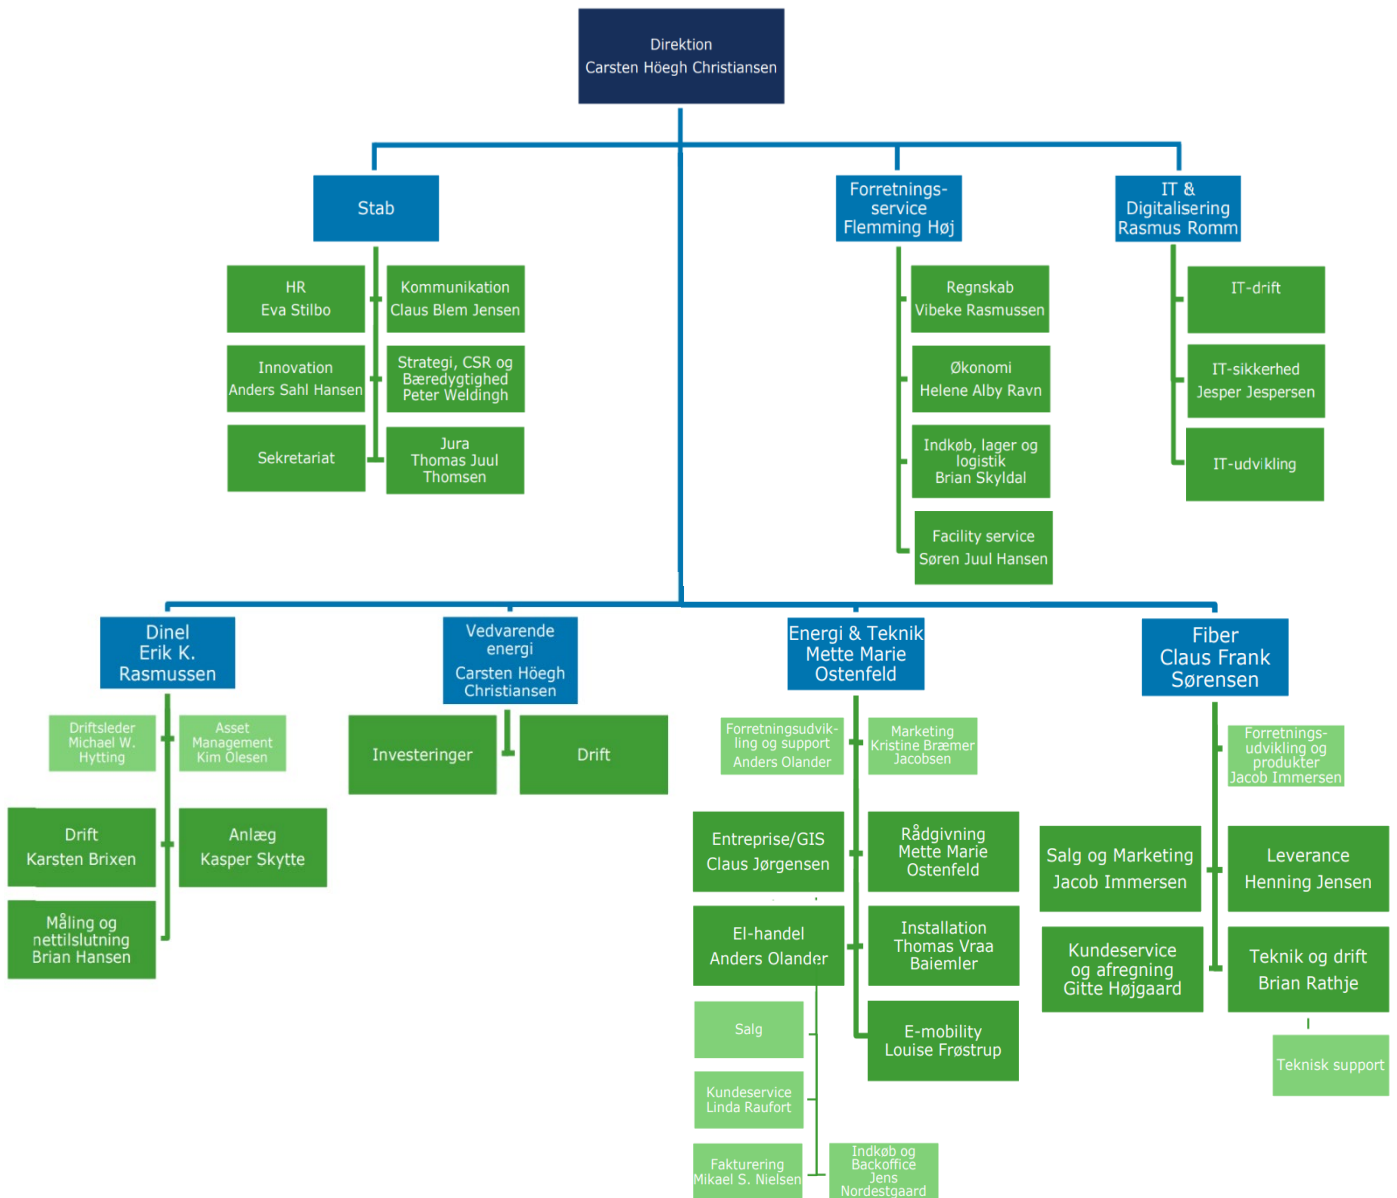 Direktion
Carsten Höegh Christiansen
Stab
Forretnings-
service
Flemming Høj
IT &
Digitalisering
Rasmus Romm
HR
Eva Stilbo
Kommunikation
Claus Blem Jensen
Innovation
Anders Sahl Hansen
Strategi, CSR og
Bæredygtighed
Peter Weldingh
Sekretariat
Jura
Thomas Juul
Thomsen
Regnskab
Vibeke Rasmussen
Økonomi
Helene Alby Ravn
Indkøb, lager og
logistik
Brian Skyldal
Facility service
Søren Juul Hansen
IT-drift
IT-sikkerhed
Jesper Jespersen
IT-udvikling
Dinel
Erik K.
Rasmussen
Vedvarende
energi
Carsten Höegh
Christiansen
Energi & Teknik
Mette Marie
Ostenfeld
Fiber
Claus Frank
Sørensen
Driftsleder
Michael W.
Hytting
Asset
Management
Kim Olesen
Drift
Karsten Brixen
Anlæg
Kasper Skytte
Måling og
nettilslutning
Brian Hansen
Investeringer
Drift
Forretningsudvik-
ling og support
Anders Olander
Marketing
Kristine Bræmer
Jacobsen
Entreprise/GIS
Claus Jørgensen
Rådgivning
Mette Marie
Ostenfeld
El-handel
Anders Olander
Installation
Thomas Vraa
Baiemler
Salg
E-mobility
Louise Frøstrup
Kundeservice
Linda Raufort
Fakturering
Mikael S. Nielsen
Indkøb og
Backoffice
Jens
Nordestgaard
Forretnings-
udvikling og
produkter
Jacob Immersen
Salg og Marketing
Jacob Immersen
Leverance
Henning Jensen
Kundeservice
og afregning
Gitte Højgaard
Teknik og drift
Brian Rathje
Teknisk support